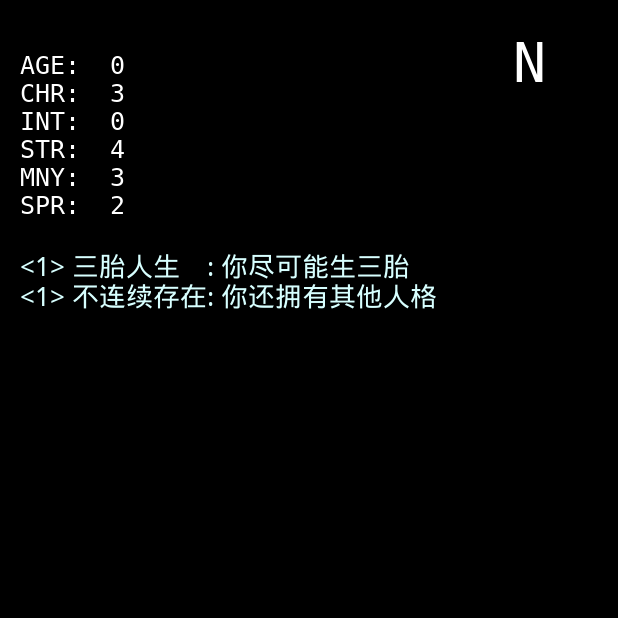 N
AGE: 0
CHR: 3
INT: 0
STR: 4
MNY: 3
SPR: 2
<1> 三胎人生 : 你尽可能生三胎
<1> 不连续存在: 你还拥有其他人格